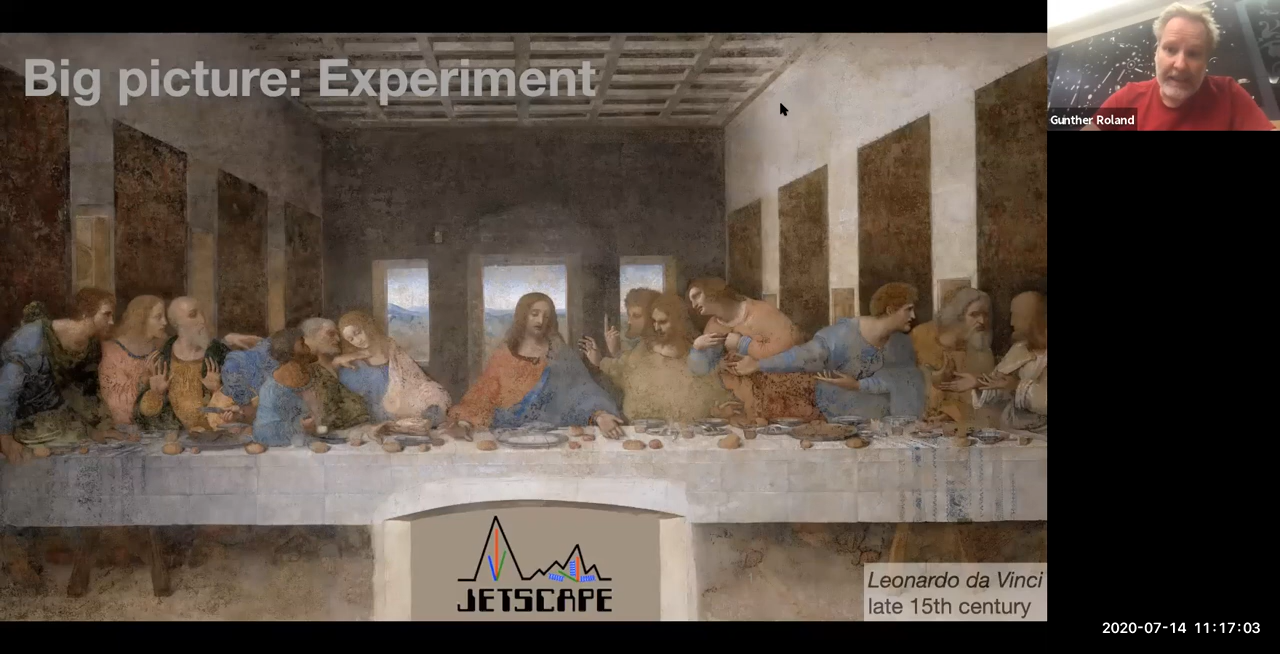 Big picture: Experiment
Gunther Roland
JETSCAPE
Leonardo da Vinci
late 15th century
2020-07-14 11:17:03